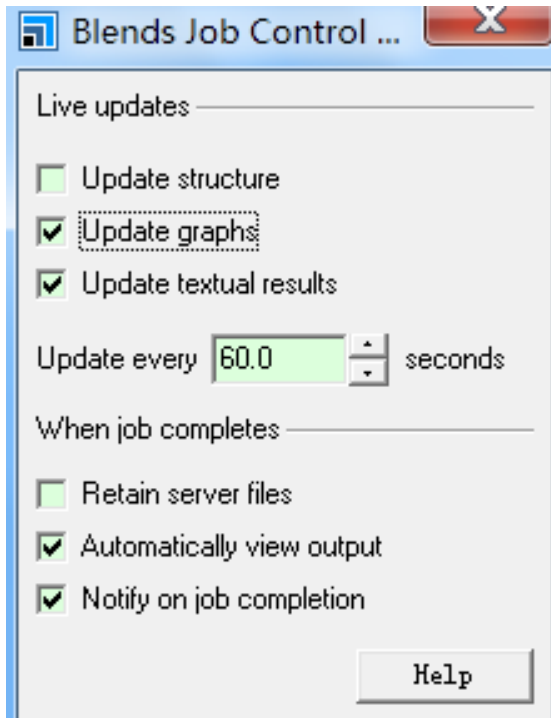 Blends Job Control ...
Live updates
Update structure
Update graphs
Update textual results
Update every 60.0 seconds
When job completes
Retain server files
Automatically view output
Notify on job completion
Help